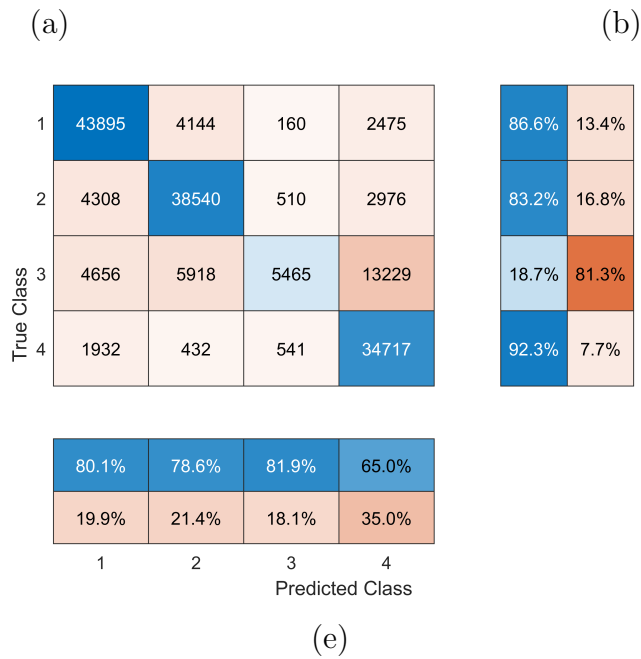 (a) (b)
1 43895 4144 160 2475 86.6% 13.4%
2 4308 38540 510 2976 83.2% 16.8%
3 4656 5918 5465 13229 18.7% 81.3%
4 1932 432 541 34717 92.3% 7.7%
True Class
80.1% 78.6% 81.9% 65.0%
19.9% 21.4% 18.1% 35.0%
1 2 3 4
Predicted Class
(e)